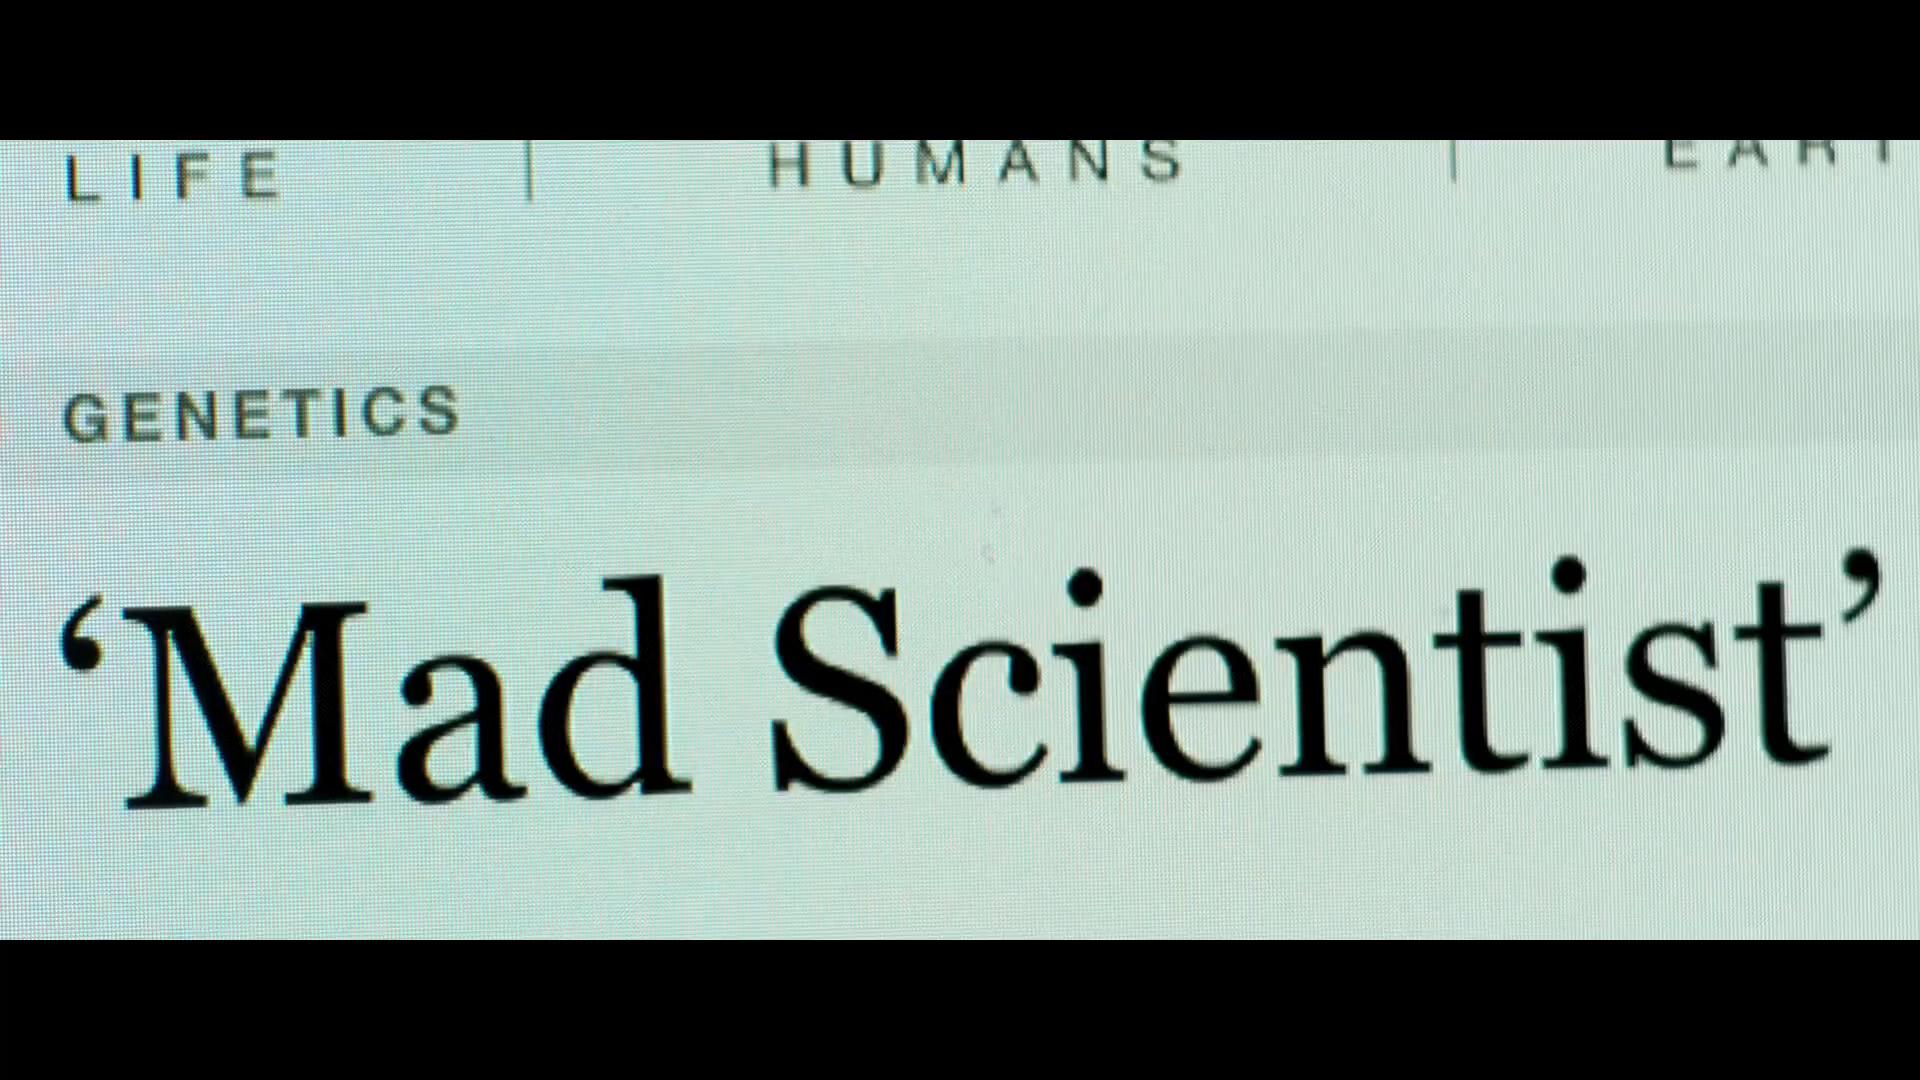 LIFE | HUMANS |
GENETICS
‘Mad Scientist’